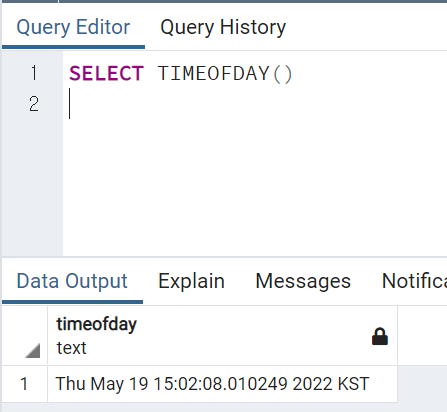 Query Editor Query History
1 SELECT TIMEOFDAY()
2
Data Output Explain Messages Notifica
timeofday
text
1 Thu May 19 15:02:08.010249 2022 KST